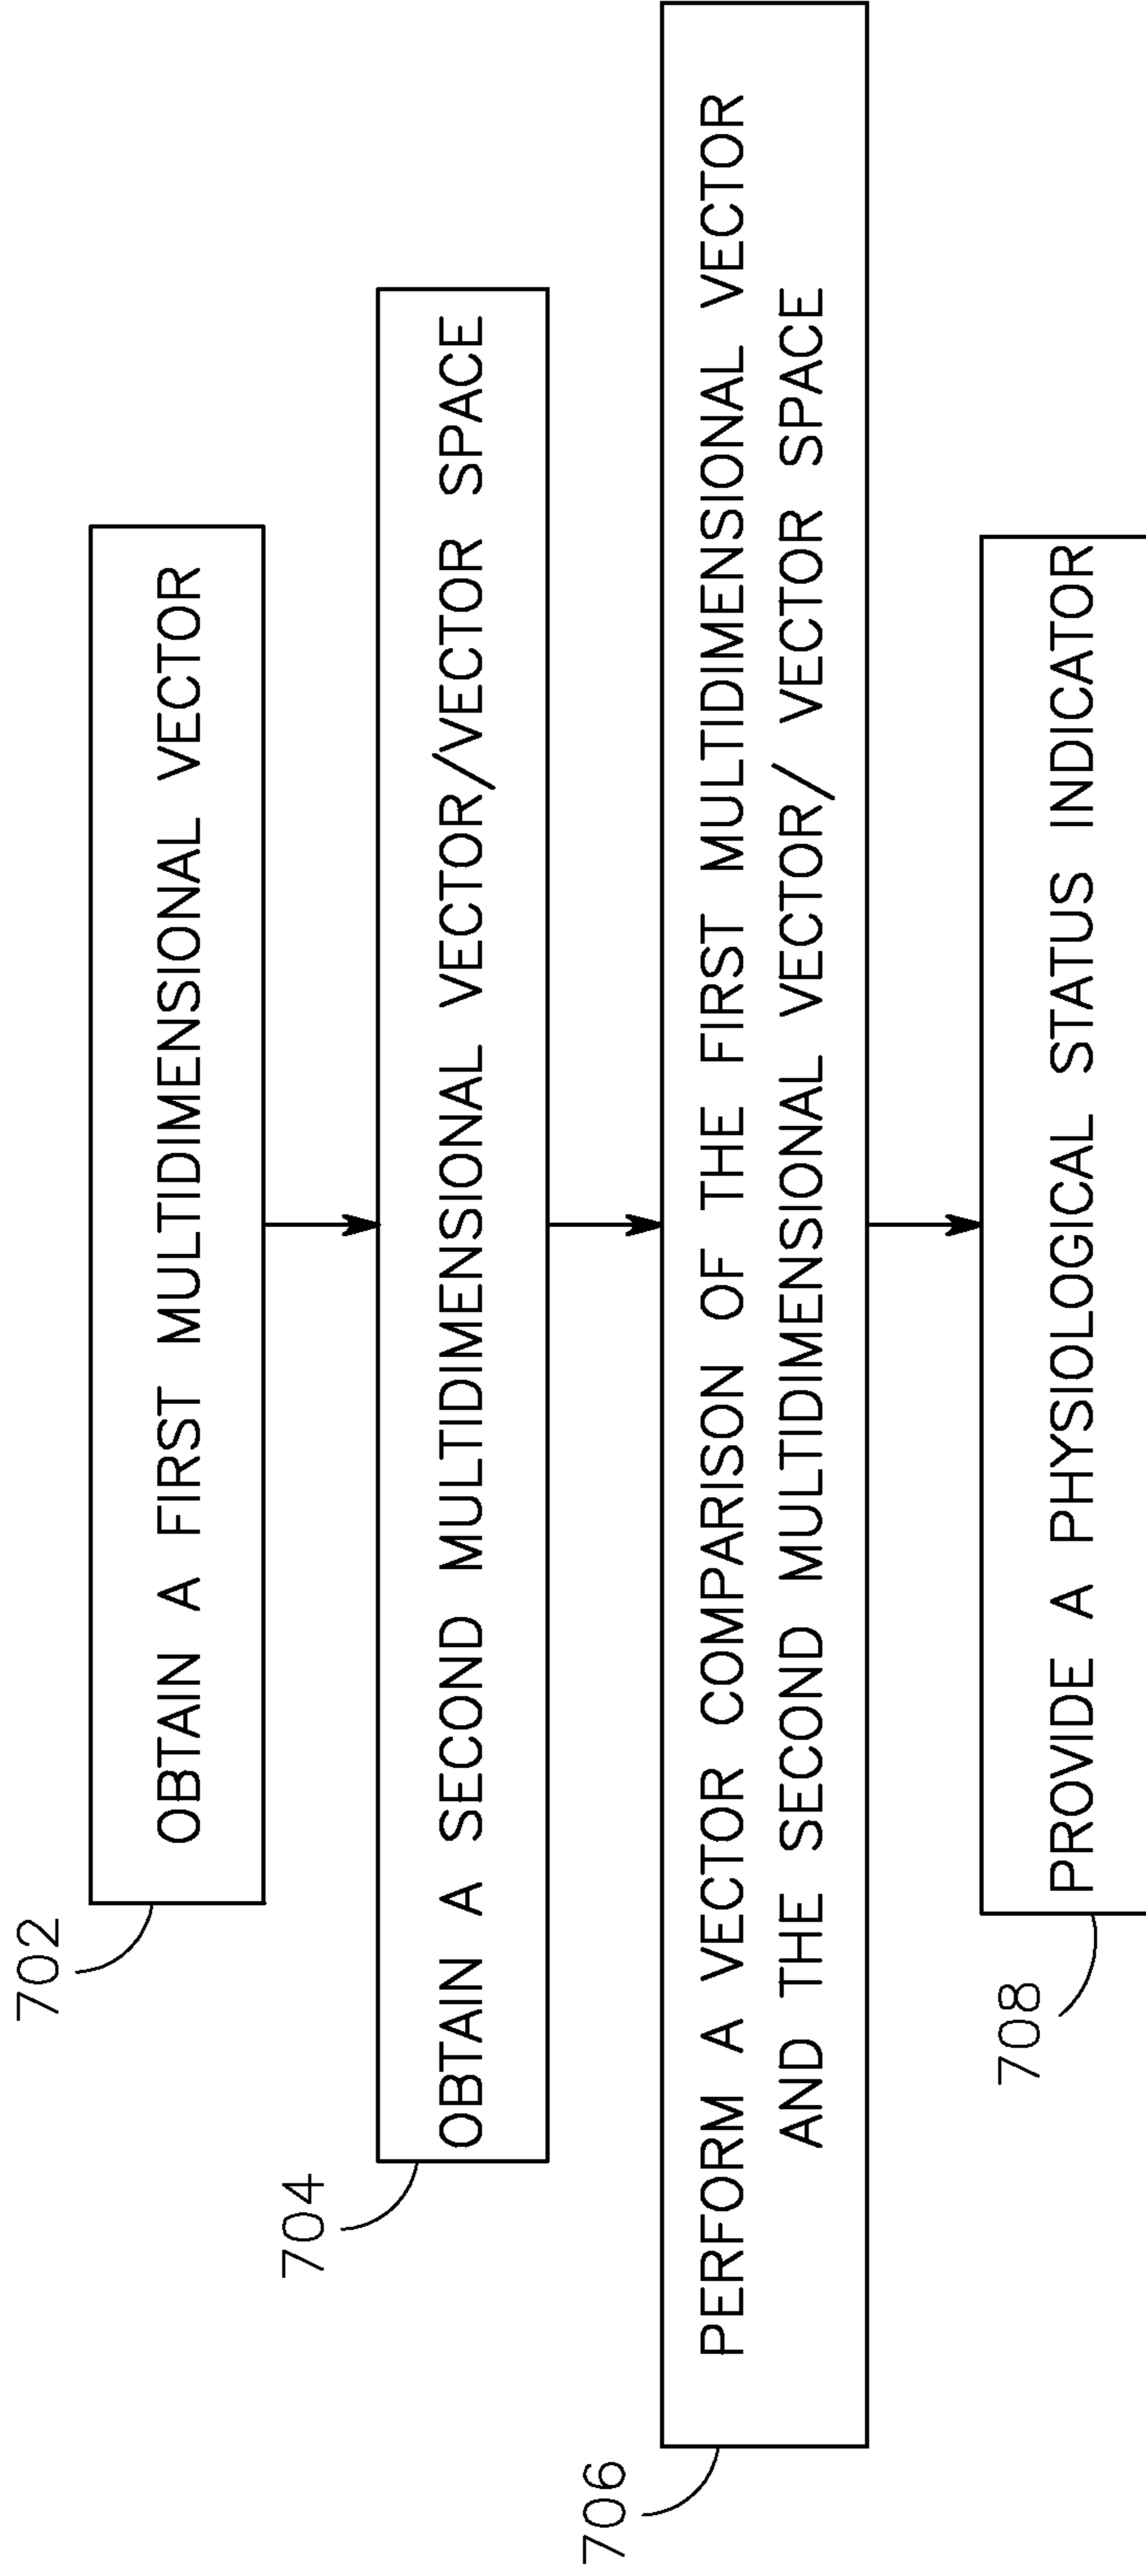 702
OBTAIN A FIRST MULTIDIMENSIONAL VECTOR
704
OBTAIN A SECOND MULTIDIMENSIONAL VECTOR/VECTOR SPACE
706
PERFORM A VECTOR COMPARISON OF THE FIRST MULTIDIMENSIONAL VECTOR
AND THE SECOND MULTIDIMENSIONAL VECTOR/ VECTOR SPACE
708
PROVIDE A PHYSIOLOGICAL STATUS INDICATOR